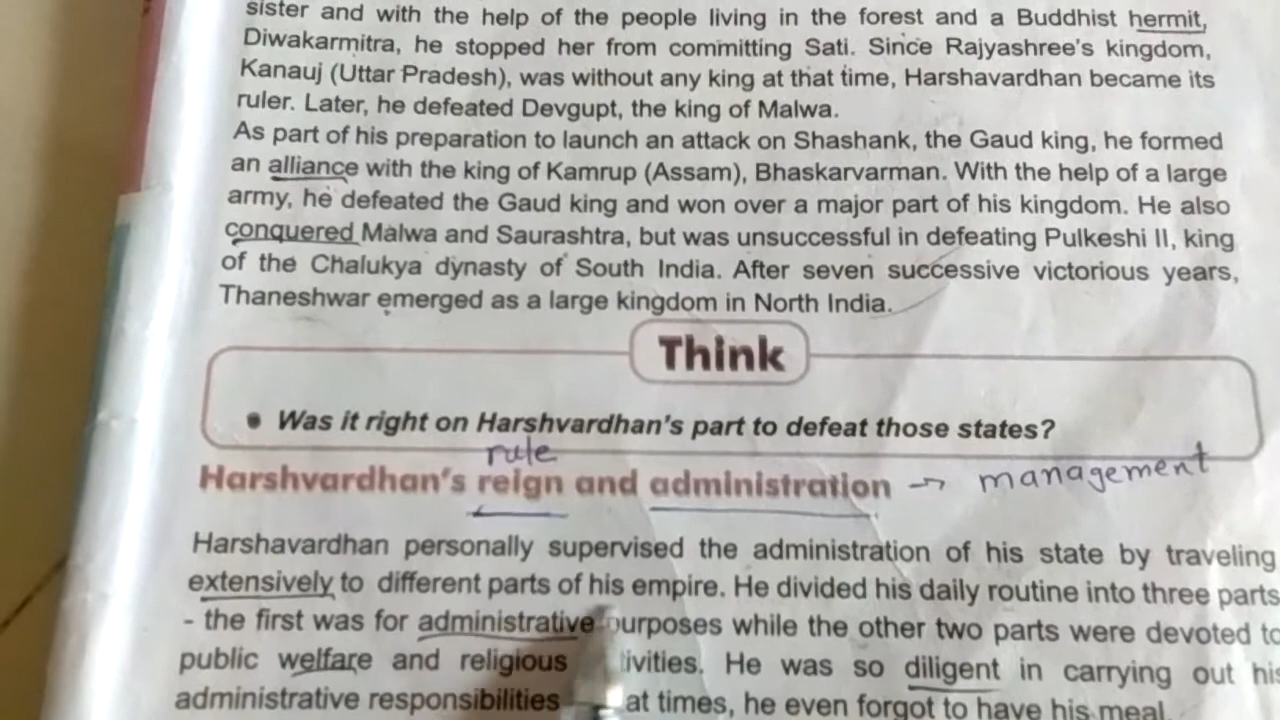 sister and with the help of the people living in the forest and a Buddhist hermit,
Diwakarmitra, he stopped her from committing Sati. Since Rajyashree's kingdom,
Kanauj (Uttar Pradesh), was without any king at that time, Harshavardhan became its
ruler. Later, he defeated Devgupt, the king of Malwa.
As part of his preparation to launch an attack on Shashank, the Gaud king, he formed
an alliance with the king of Kamrup (Assam), Bhaskarvarman. With the help of a large
army, he defeated the Gaud king and won over a major part of his kingdom. He also
conquered Malwa and Saurashtra, but was unsuccessful in defeating Pulkeshi II, king
of the Chalukya dynasty of South India. After seven successive victorious years,
Thaneshwar emerged as a large kingdom in North India.
Think
• Was it right on Harshvardhan's part to defeat those states?
rule
Harshvardhan's reign and administration → management
Harshavardhan personally supervised the administration of his state by traveling
extensively to different parts of his empire. He divided his daily routine into three parts
- the first was for administrative purposes while the other two parts were devoted to
public welfare and religious tivities. He was so diligent in carrying out his
administrative responsibilities at times, he even forgot to have his meal.